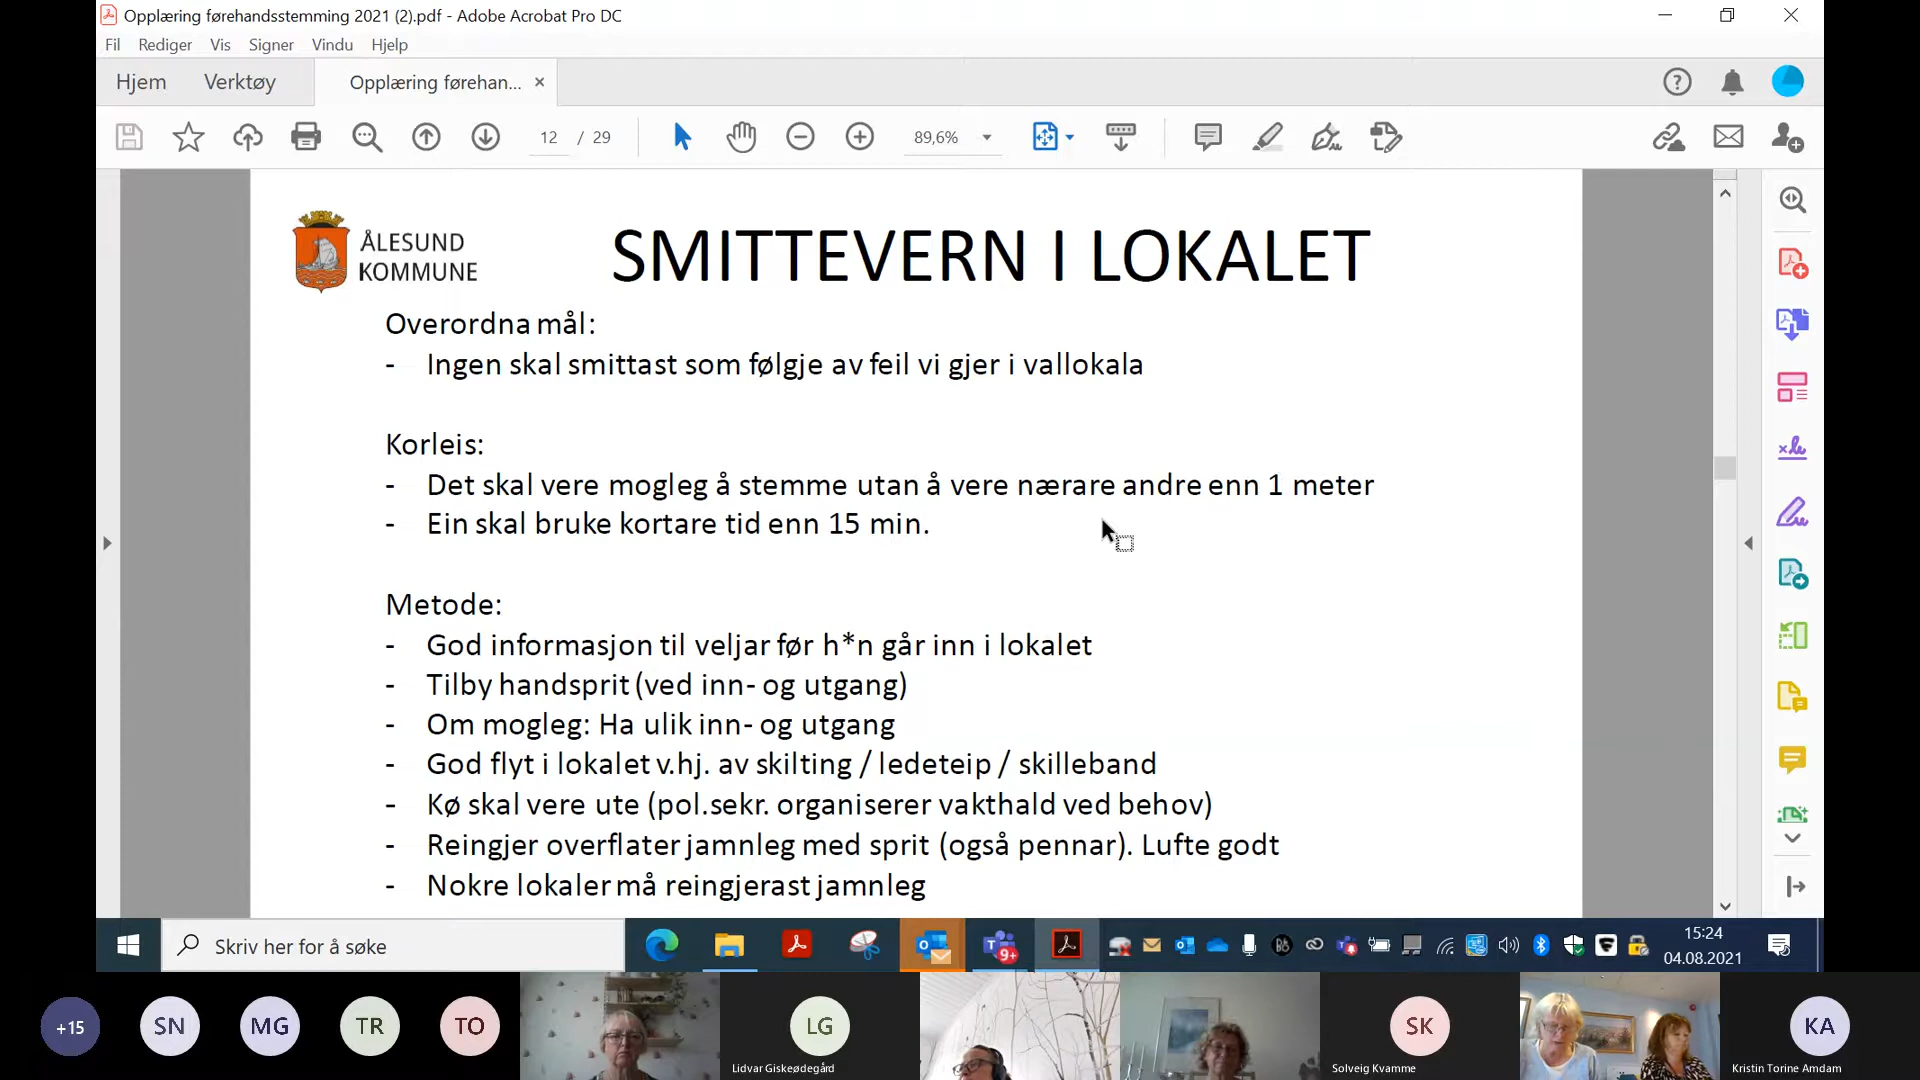 Opplæring førehandsstemming 2021 (2).pdf - Adobe Acrobat Pro DC
Fil Rediger Vis Signer Vindu Hjelp
Hjem Verktøy Opplæring førehan...
12 / 29 89,6%
ÅLESUND
KOMMUNE
SMITTEVERN I LOKALET
Overordna mål:
- Ingen skal smittast som følgje av feil vi gjer i vallokala
Korleis:
- Det skal vere mogleg å stemme utan å vere nærare andre enn 1 meter
- Ein skal bruke kortare tid enn 15 min.
Metode:
- God informasjon til veljar før h*n går inn i lokalet
- Tilby handsprit (ved inn- og utgang)
- Om mogleg: Ha ulik inn- og utgang
- God flyt i lokalet v.hj. av skilting / ledeteip / skilleband
- Kø skal vere ute (pol.sekr. organiserer vakthald ved behov)
- Reingjer overflater jamnleg med sprit (også pennar). Lufte godt
- Nokre lokaler må reingjerast jamnleg
Skriv her for å søke
9+
15:24
04.08.2021
+15 SN MG TR TO LG SK KA
Lidvar Giskeødegård Solveig Kvamme Kristin Torine Amdam